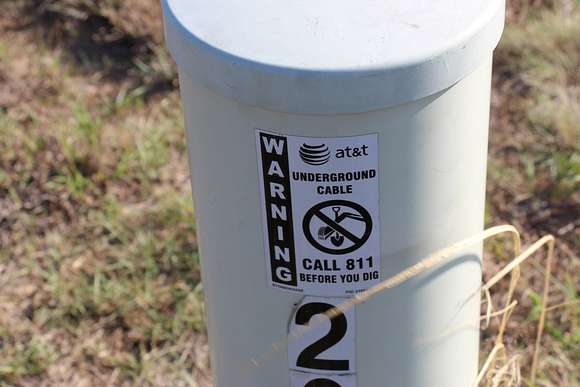 WARNING
at&t
UNDERGROUND
CABLE
CALL 811
BEFORE YOU DIG
2